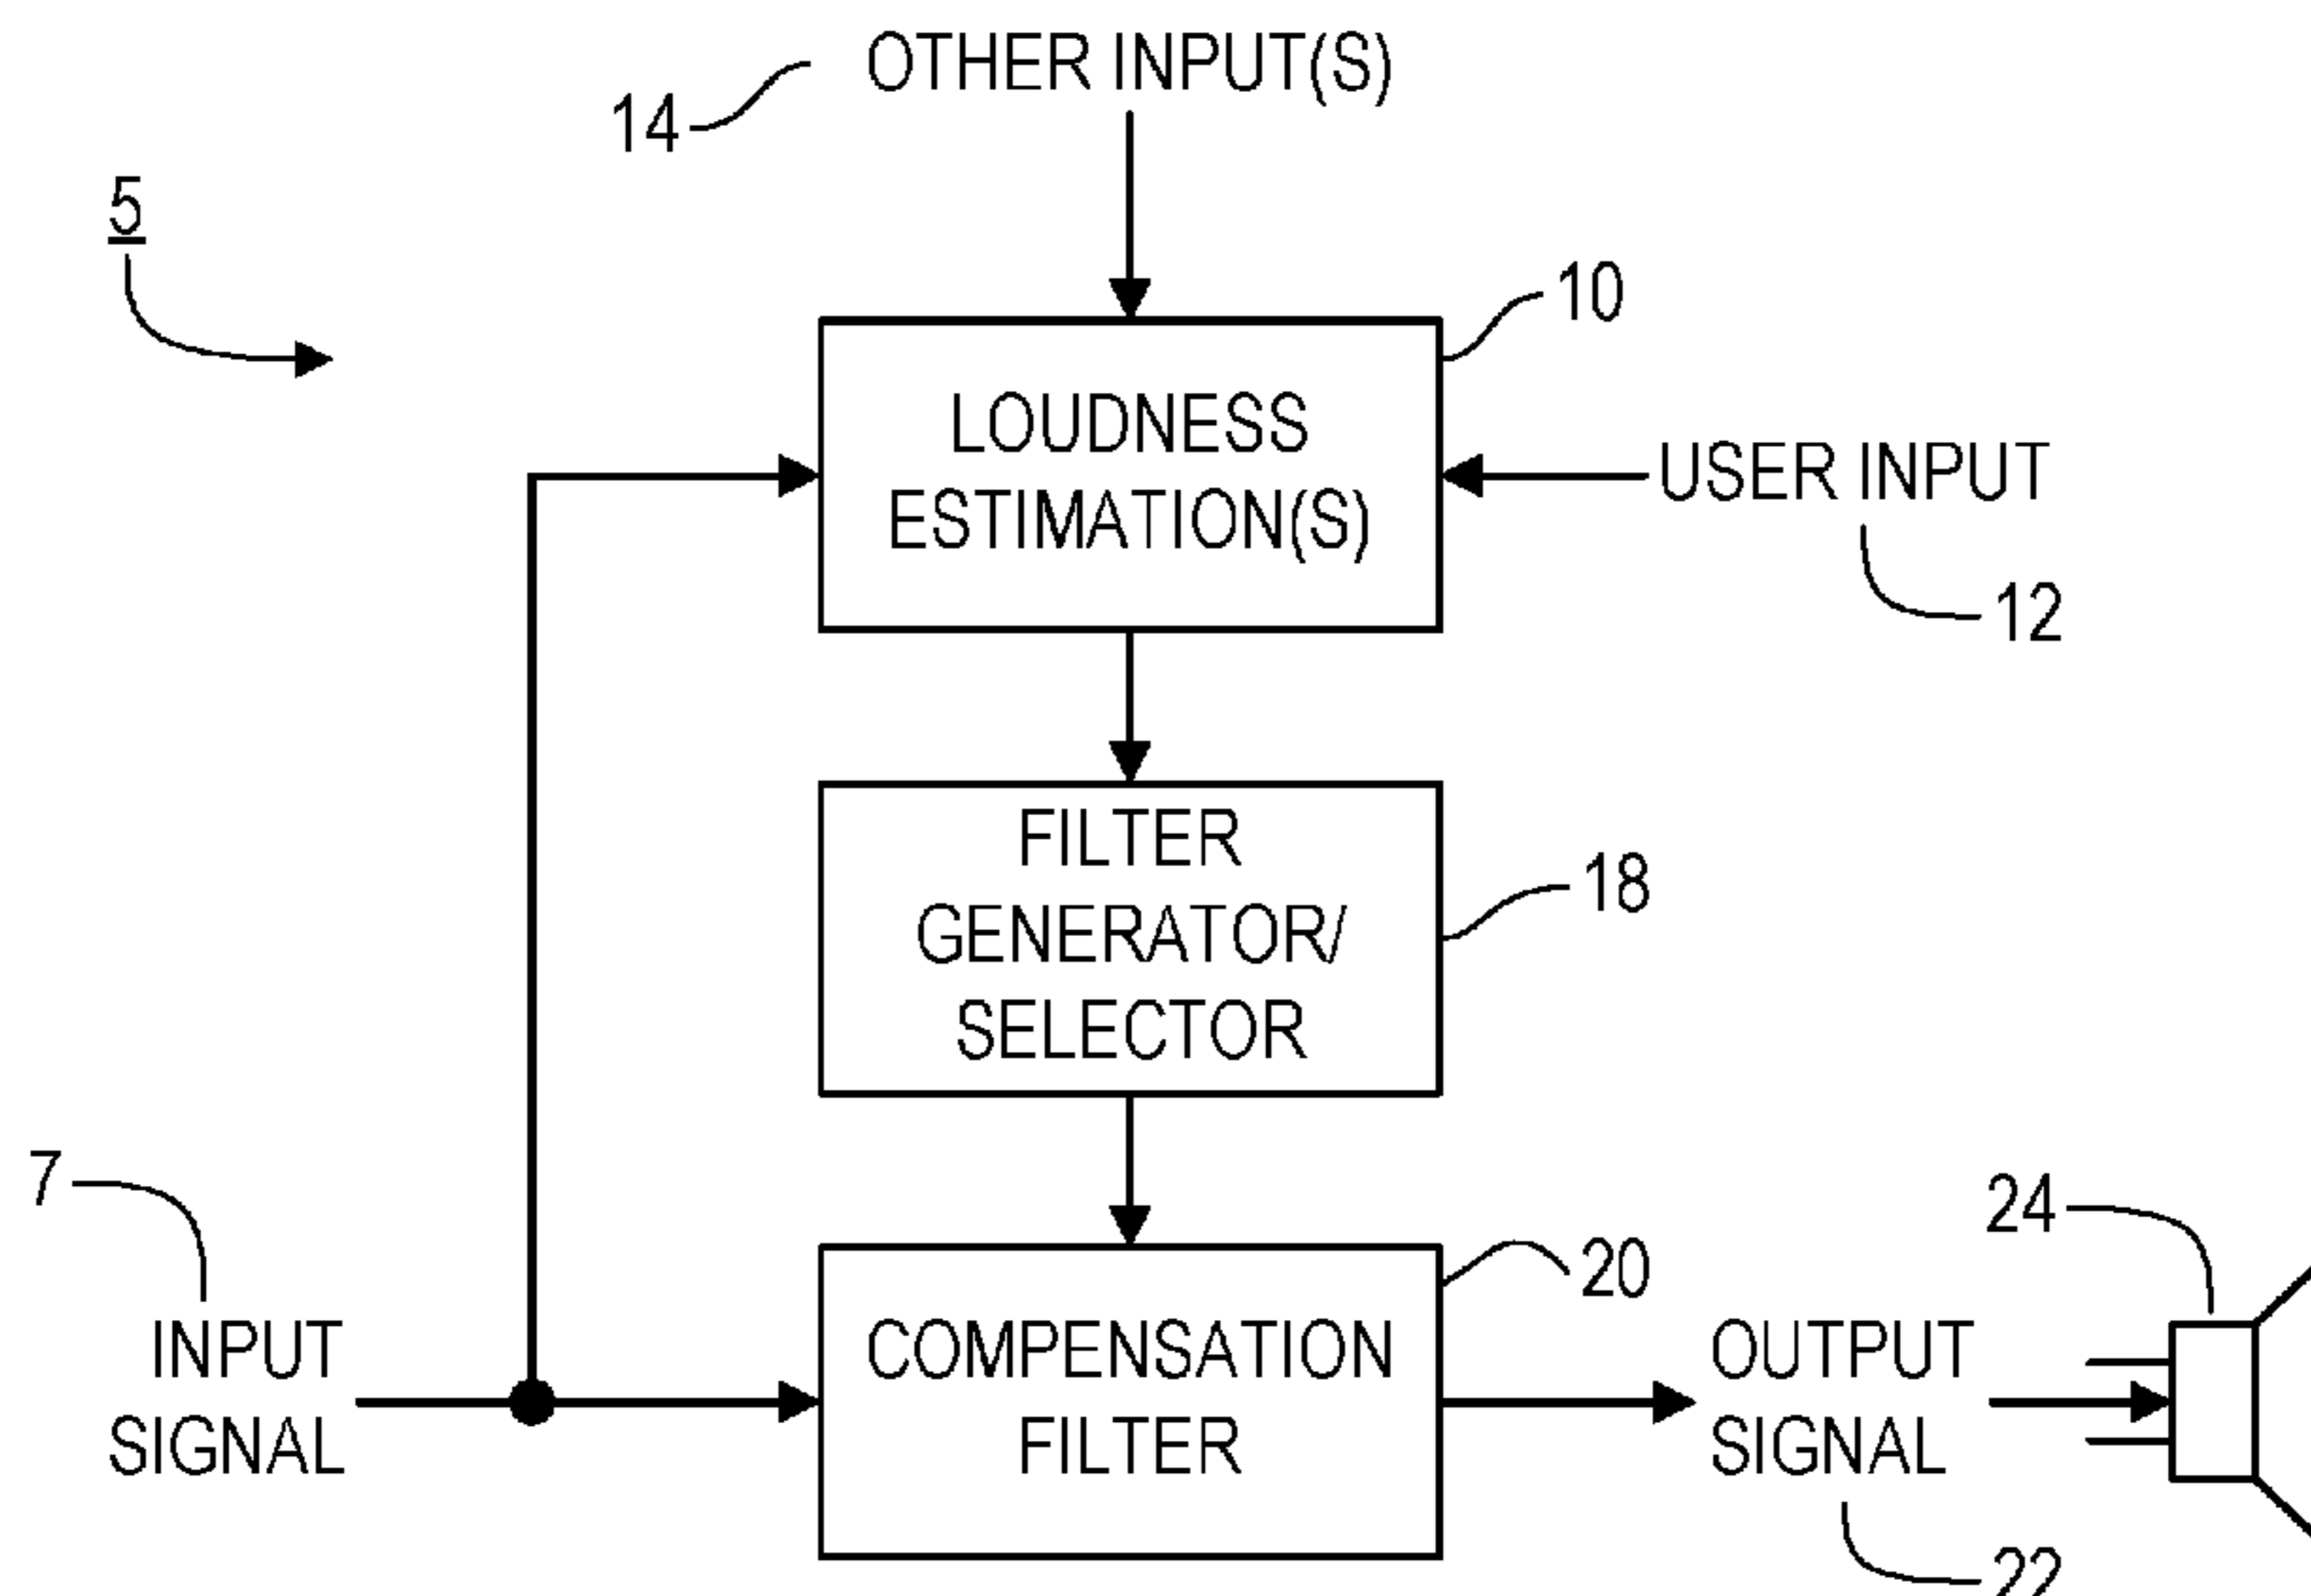 OTHER INPUT(S)
14
5
10
LOUDNESS
ESTIMATION(S)
USER INPUT
12
FILTER
GENERATOR/
SELECTOR
18
7
24
20
INPUT
SIGNAL
COMPENSATION
FILTER
OUTPUT
SIGNAL
22